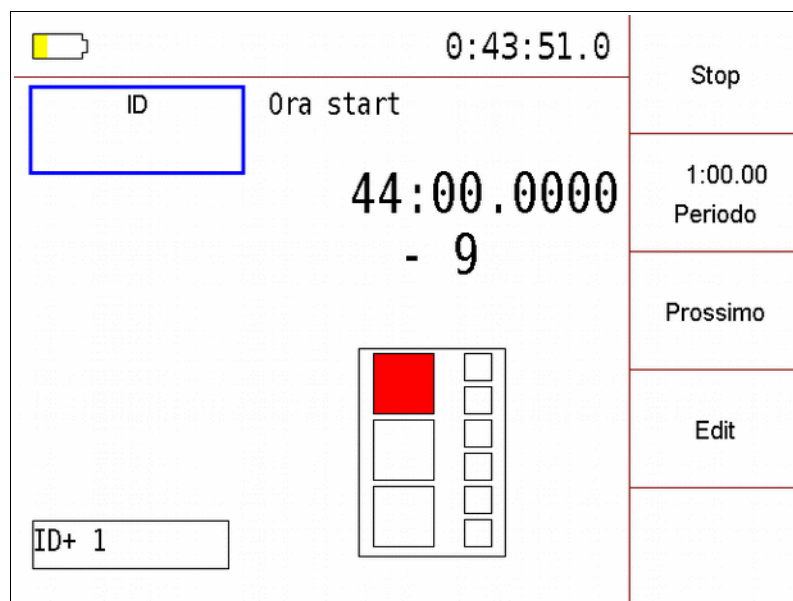 0:43:51.0
Stop
ID
Ora start
1:00.00
Periodo
44:00.0000
- 9
Prossimo
Edit
ID+ 1